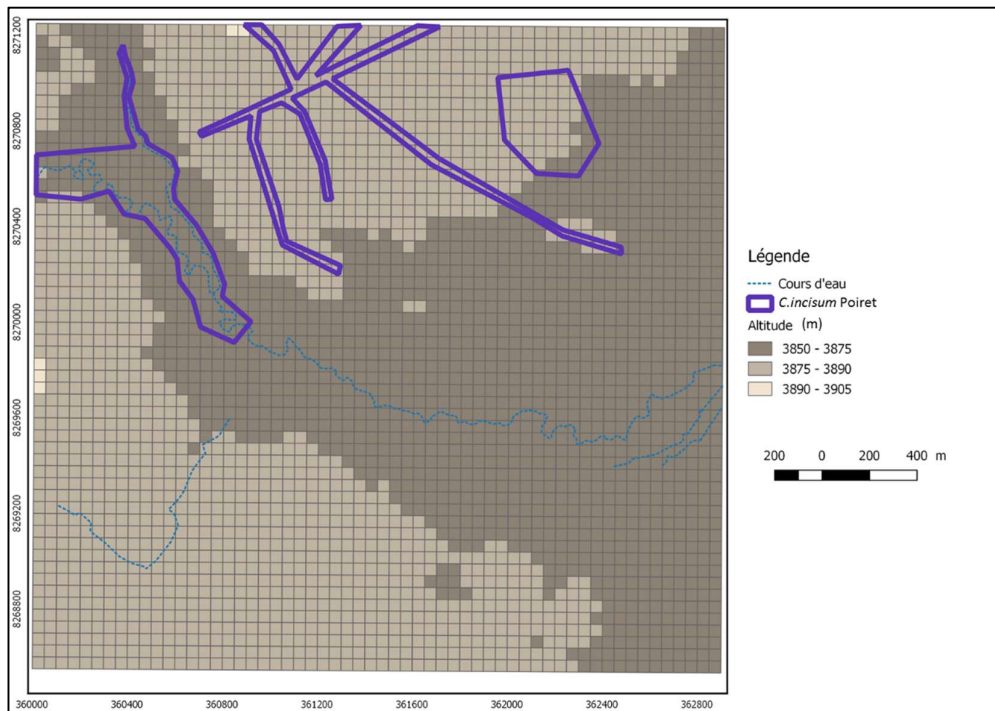 8271200
8270800
8270400
8270000
8269600
8269200
8268800
360000 360400 360800 361200 361600 362000 362400 362800
Légende
Cours d'eau
C.incisum Poiret
Altitude (m)
3850 - 3875
3875 - 3890
3890 - 3905
200 0 200 400 m